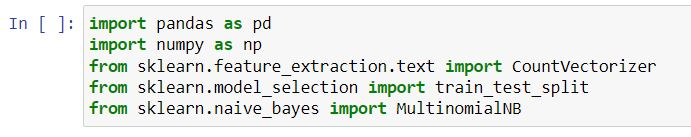 In [ ]: import pandas as pd
import numpy as np
from sklearn.feature_extraction.text import CountVectorizer
from sklearn.model_selection import train_test_split
from sklearn.naive_bayes import MultinomialNB